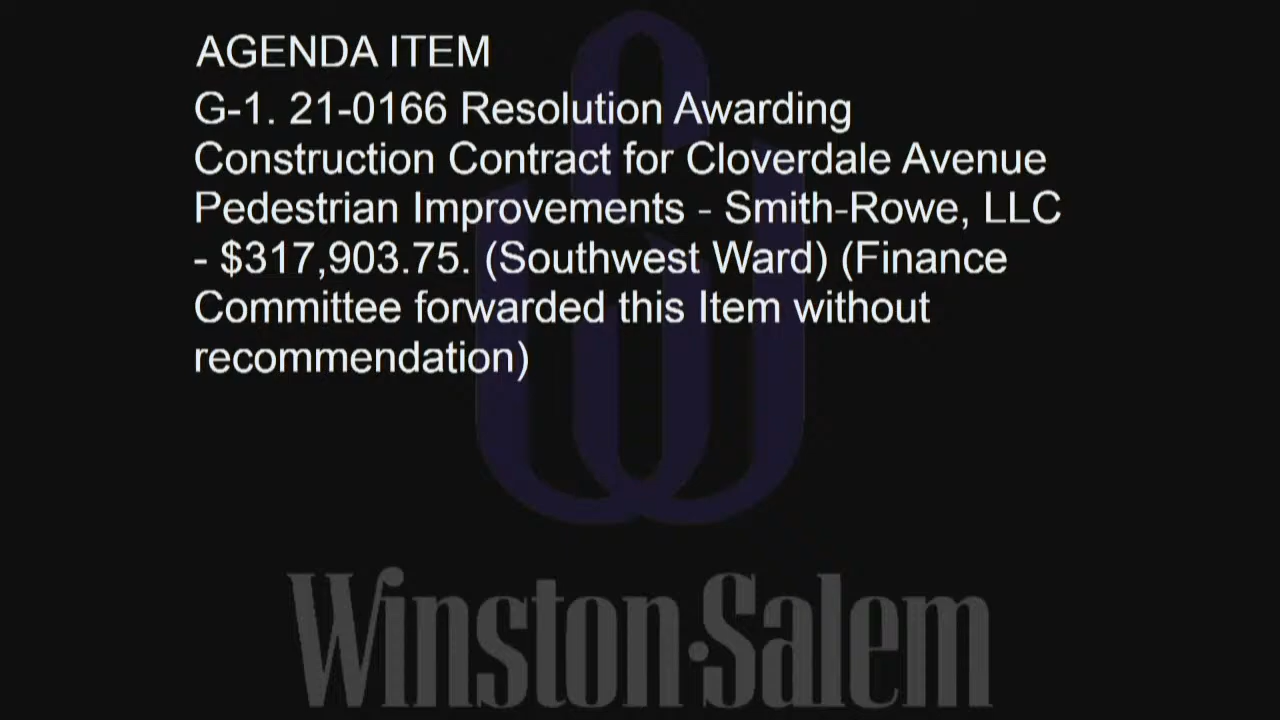 AGENDA ITEM
G-1. 21-0166 Resolution Awarding
Construction Contract for Cloverdale Avenue
Pedestrian Improvements - Smith-Rowe, LLC
- $317,903.75. (Southwest Ward) (Finance
Committee forwarded this Item without
recommendation)
Winston·Salem